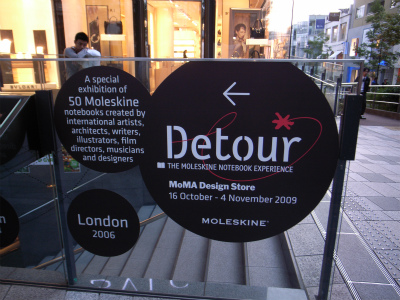 A special
exhibition of
50 Moleskine
notebooks created by
international artists,
architects, writers,
illustrators, film
directors, musicians
and designers
London
2006
Detour*
THE MOLESKINE NOTEBOOK EXPERIENCE
MoMA Design Store
16 October - 4 November 2009
MOLESKINE
BVLGARI